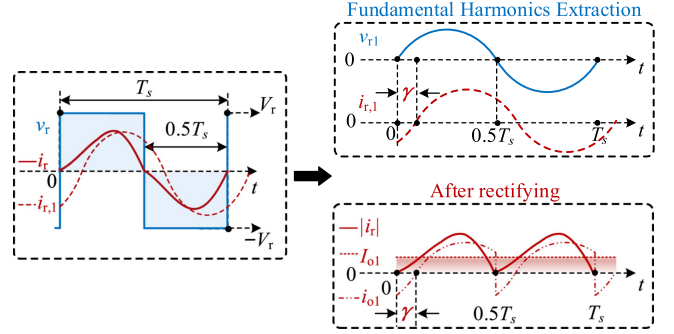 Fundamental Harmonics Extraction
v_r1
0
t
γ
i_r,1
0
0
0.5T_s
T_s
t
T_s
V_r
v_r
0.5T_s
i_r
0
t
i_r,1
−V_r
After rectifying
|i_r|
I_o1
0
t
0
i_o1
γ
0.5T_s
T_s